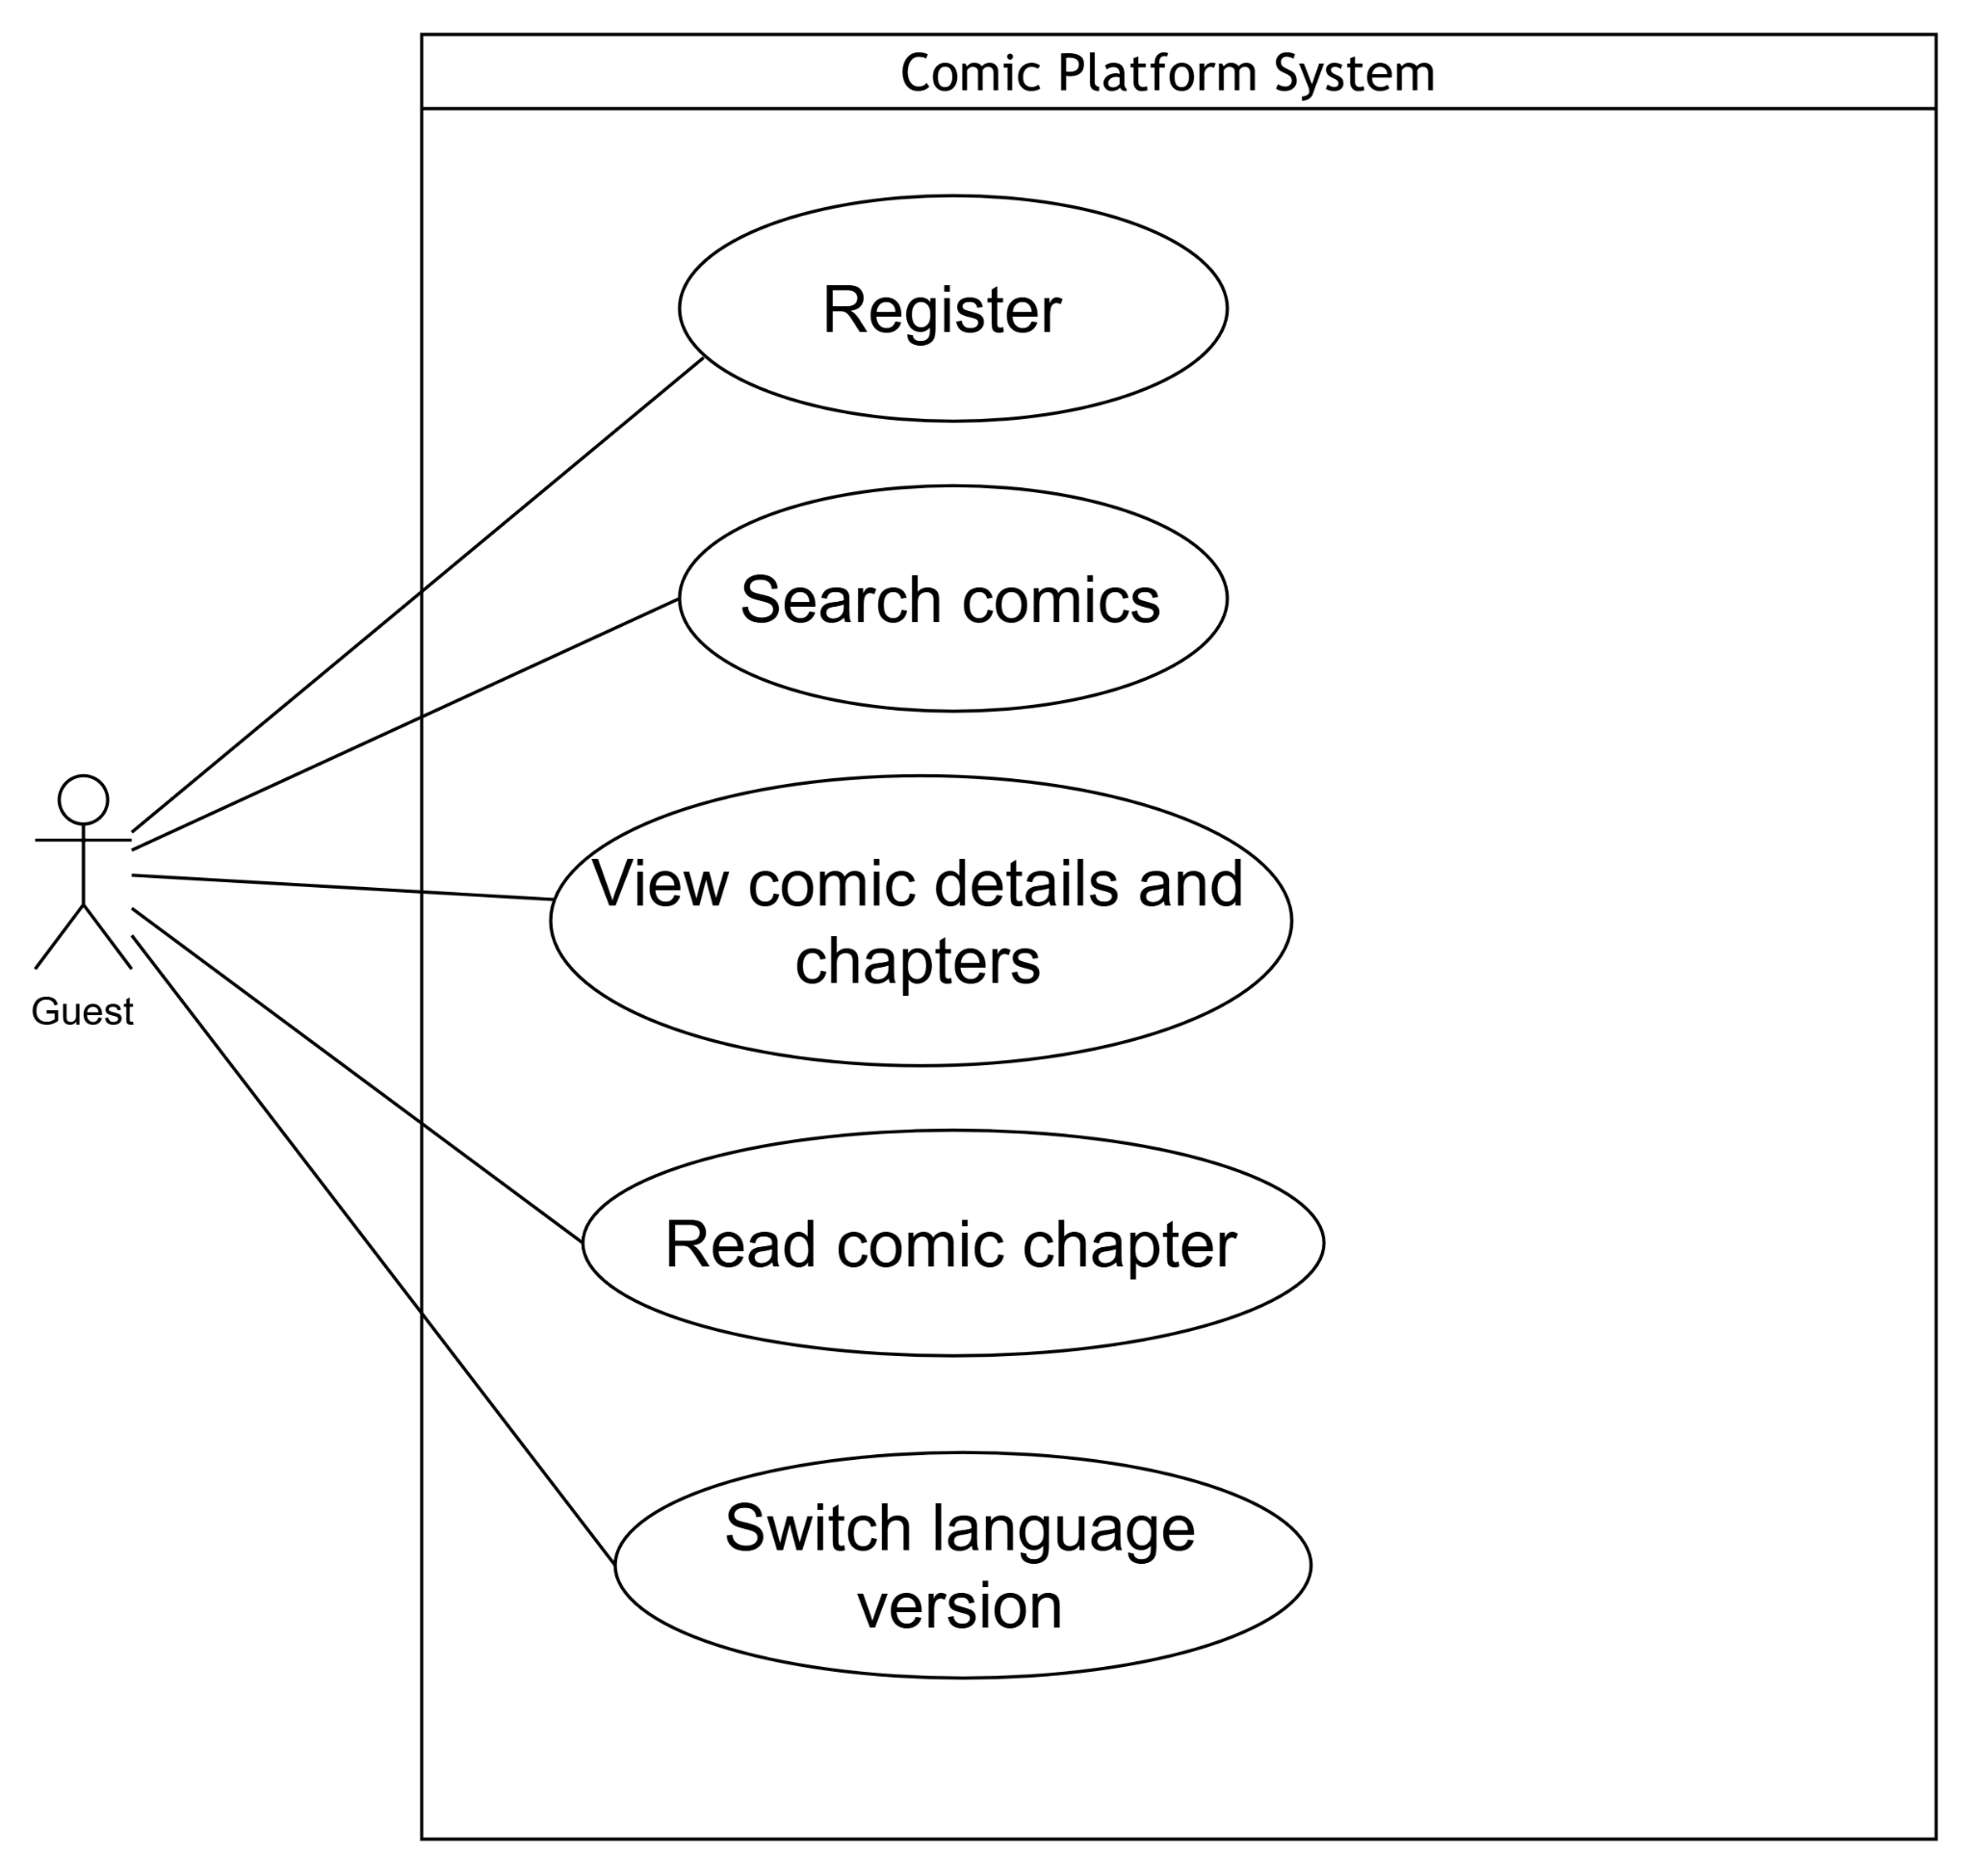 Comic Platform System
Register
Search comics
View comic details and
chapters
Guest
Read comic chapter
Switch language
version